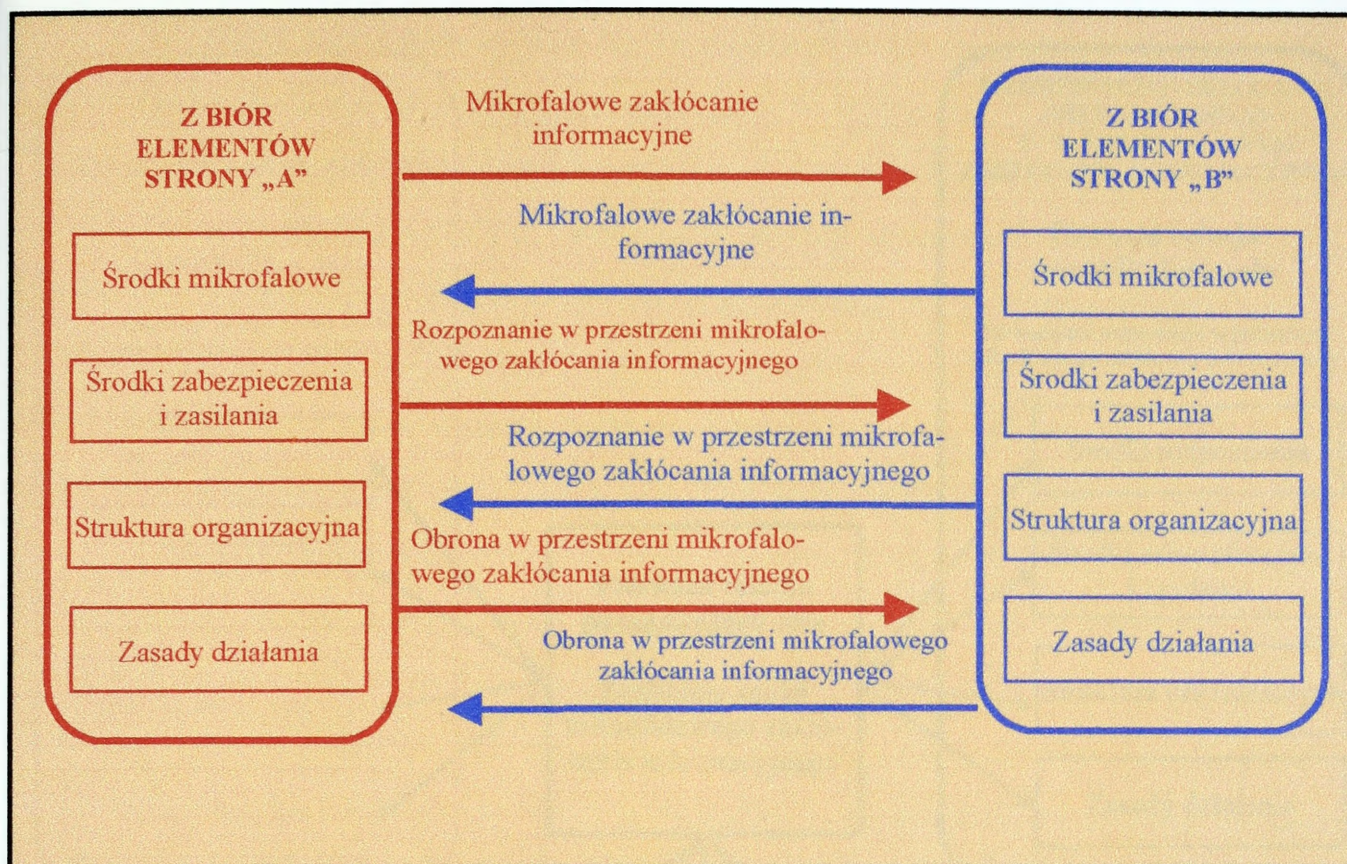 Z BIÓR
ELEMENTÓW
STRONY „A”
Środki mikrofalowe
Środki zabezpieczenia
i zasilania
Struktura organizacyjna
Zasady działania
Mikrofalowe zakłócanie
informacyjne
Mikrofalowe zakłócanie in-
formacyjne
Rozpoznanie w przestrzeni mikrofalo-
wego zakłócania informacyjnego
Rozpoznanie w przestrzeni mikrofa-
lowego zakłócania informacyjnego
Obrona w przestrzeni mikrofalo-
wego zakłócania informacyjnego
Obrona w przestrzeni mikrofalowego
zakłócania informacyjnego
Z BIÓR
ELEMENTÓW
STRONY „B”
Środki mikrofalowe
Środki zabezpieczenia
i zasilania
Struktura organizacyjna
Zasady działania